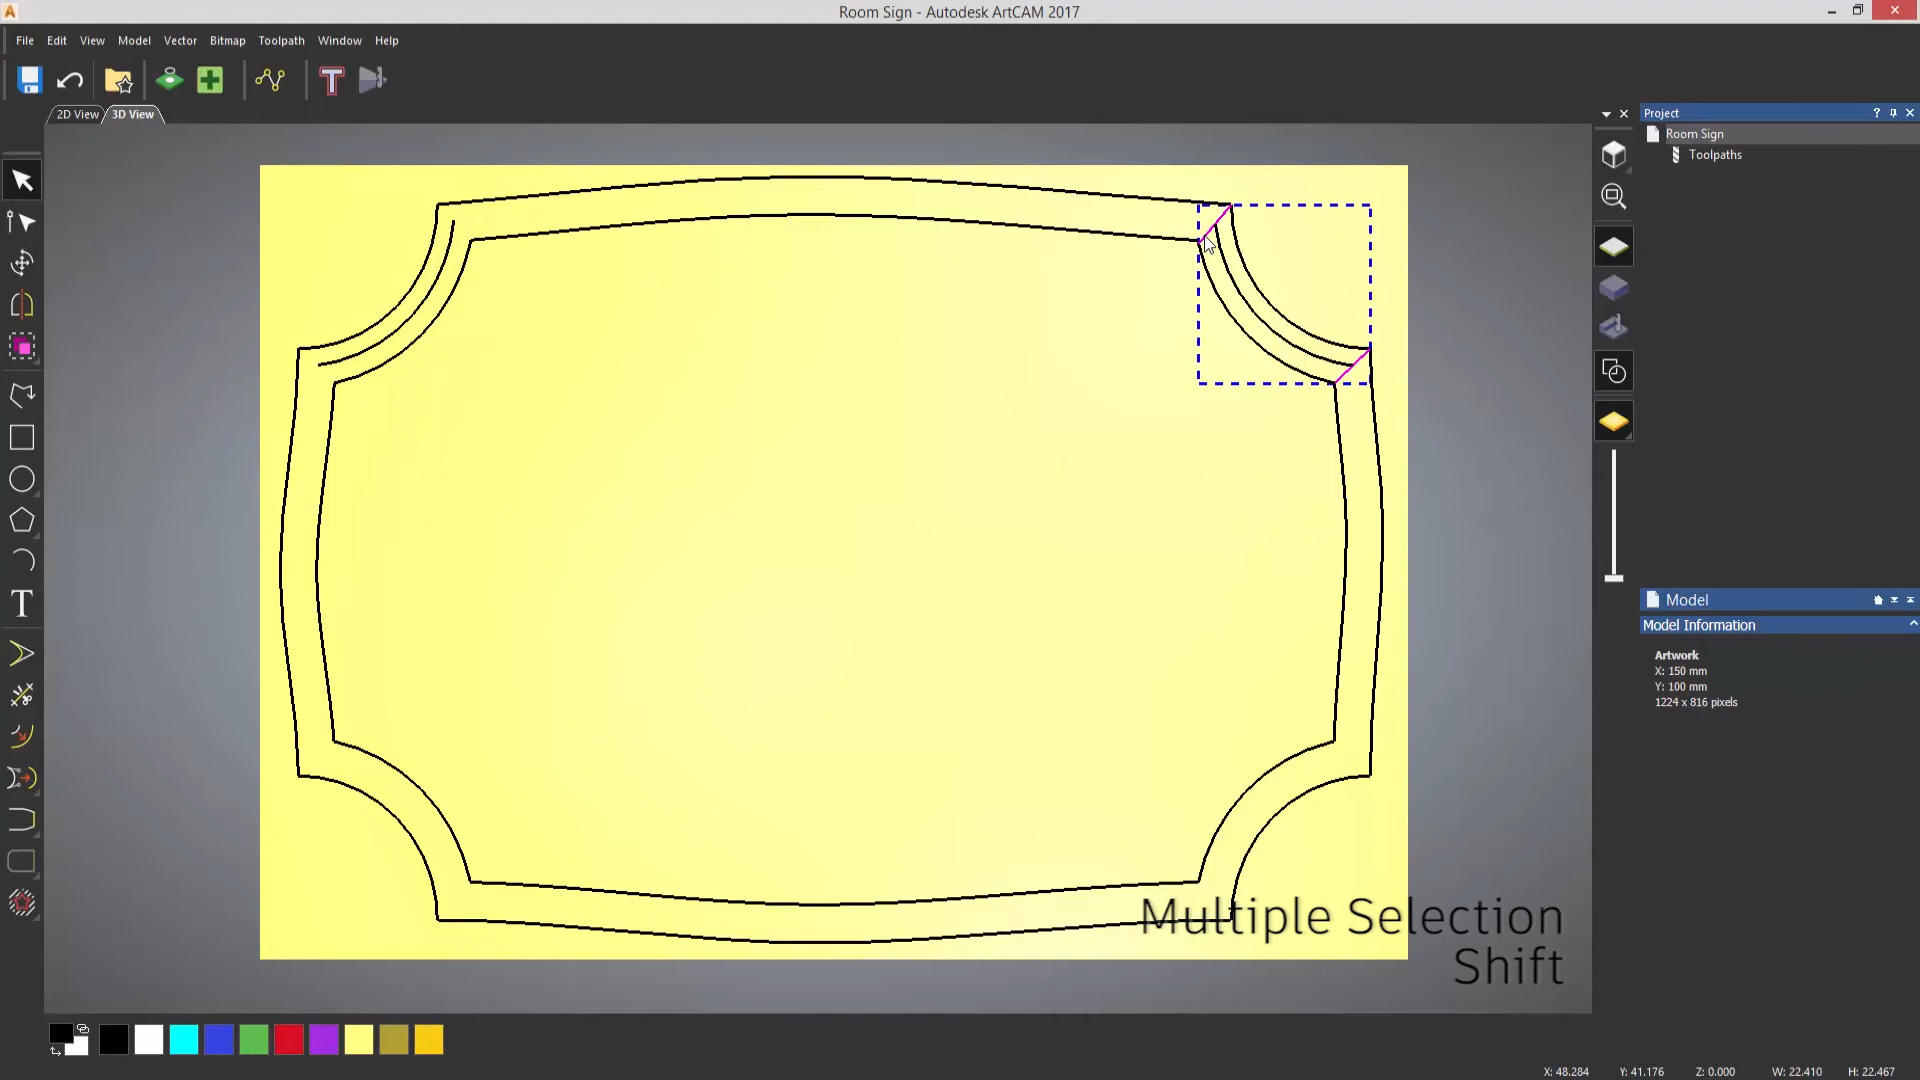 Room Sign - Autodesk ArtCAM 2017
File Edit View Model Vector Bitmap Toolpath Window Help
2D View 3D View
Project
Room Sign
Toolpaths
Model
Model Information
Artwork
X: 150 mm
Y: 100 mm
1224 x 816 pixels
Multiple Selection
Shift
X: 48.284 Y: 41.176 Z: 0.000 W: 22.410 H: 22.467